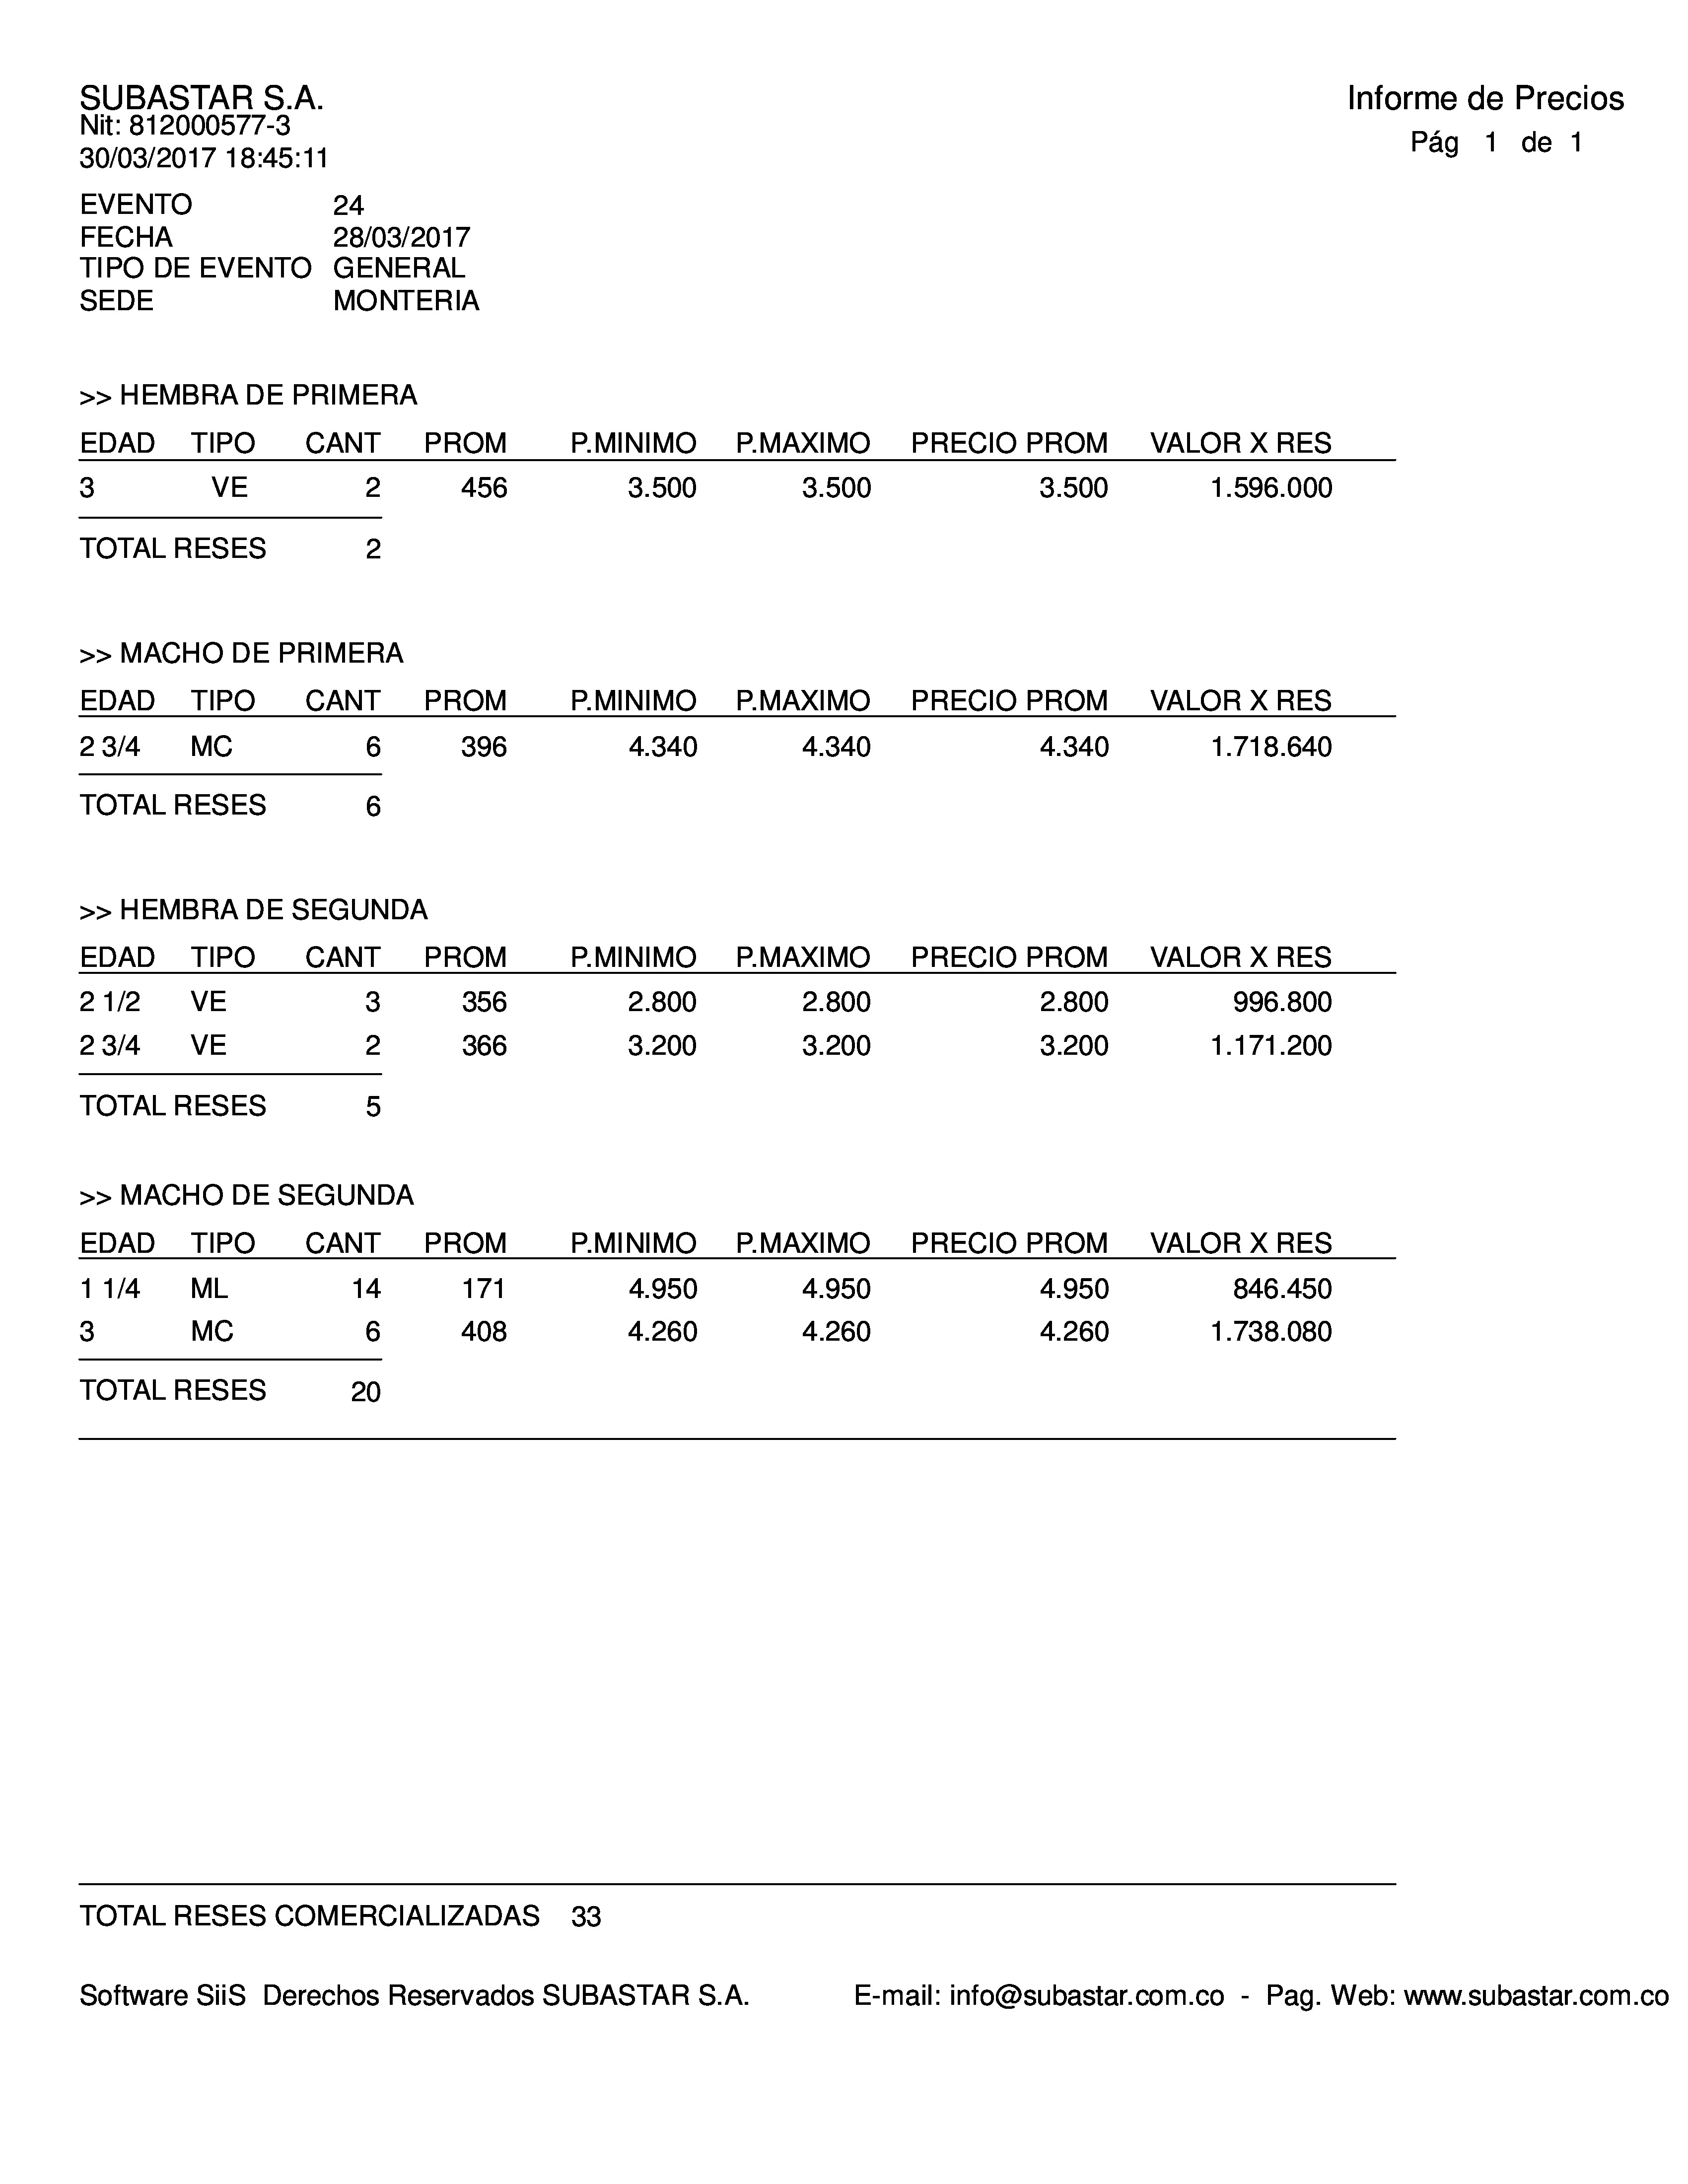 SUBASTAR S.A.
Informe de Precios
Nit: 812000577-3
Pág 1 de 1
30/03/2017 18:45:11
EVENTO 24
FECHA 28/03/2017
TIPO DE EVENTO GENERAL
SEDE MONTERIA
>> HEMBRA DE PRIMERA
EDAD TIPO CANT PROM P.MINIMO P.MAXIMO PRECIO PROM VALOR X RES
3 VE 2 456 3.500 3.500 3.500 1.596.000
TOTAL RESES 2
>> MACHO DE PRIMERA
EDAD TIPO CANT PROM P.MINIMO P.MAXIMO PRECIO PROM VALOR X RES
2 3/4 MC 6 396 4.340 4.340 4.340 1.718.640
TOTAL RESES 6
>> HEMBRA DE SEGUNDA
EDAD TIPO CANT PROM P.MINIMO P.MAXIMO PRECIO PROM VALOR X RES
2 1/2 VE 3 356 2.800 2.800 2.800 996.800
2 3/4 VE 2 366 3.200 3.200 3.200 1.171.200
TOTAL RESES 5
>> MACHO DE SEGUNDA
EDAD TIPO CANT PROM P.MINIMO P.MAXIMO PRECIO PROM VALOR X RES
1 1/4 ML 14 171 4.950 4.950 4.950 846.450
3 MC 6 408 4.260 4.260 4.260 1.738.080
TOTAL RESES 20
TOTAL RESES COMERCIALIZADAS 33
Software SiiS Derechos Reservados SUBASTAR S.A. E-mail: info@subastar.com.co - Pag. Web: www.subastar.com.co